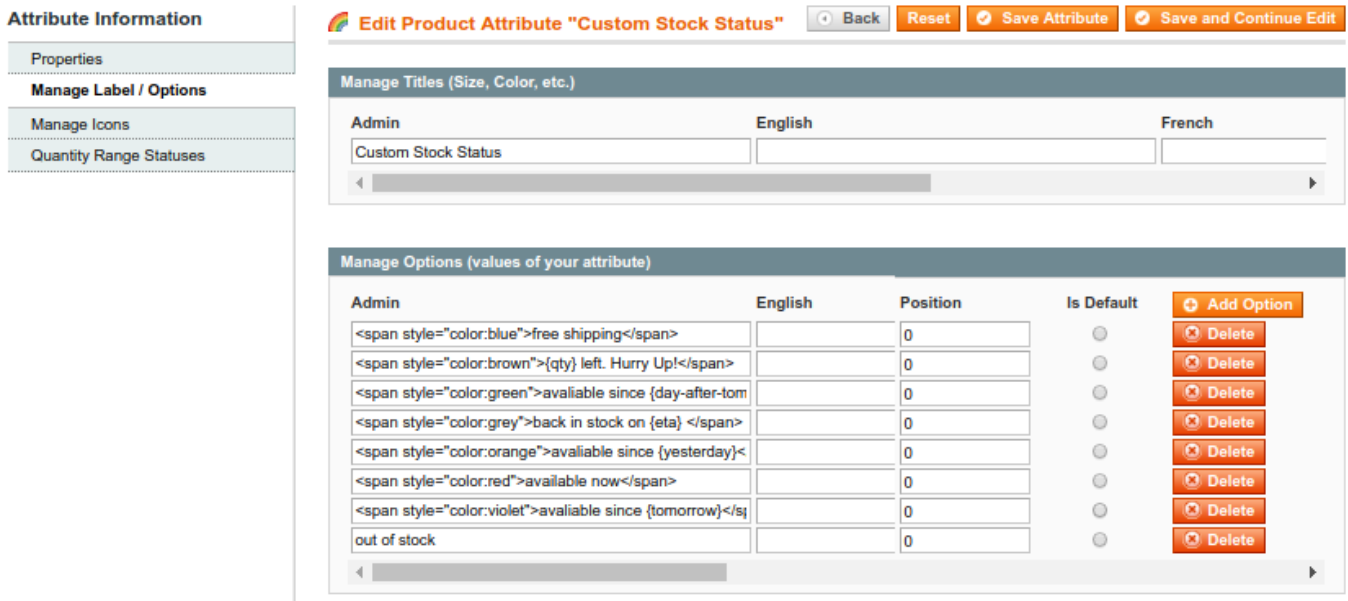 Attribute Information
Properties
Manage Label / Options
Manage Icons
Quantity Range Statuses
Edit Product Attribute "Custom Stock Status"
Back Reset Save Attribute Save and Continue Edit
Manage Titles (Size, Color, etc.)
Admin English French
Custom Stock Status
Manage Options (values of your attribute)
Admin English Position Is Default Add Option
<span style="color:blue">free shipping</span> 0 Delete
<span style="color:brown">{qty} left. Hurry Up!</span> 0 Delete
<span style="color:green">avaliable since {day-after-tom 0 Delete
<span style="color:grey">back in stock on {eta} </span> 0 Delete
<span style="color:orange">avaliable since {yesterday}< 0 Delete
<span style="color:red">available now</span> 0 Delete
<span style="color:violet">avaliable since {tomorrow}</sp 0 Delete
out of stock 0 Delete